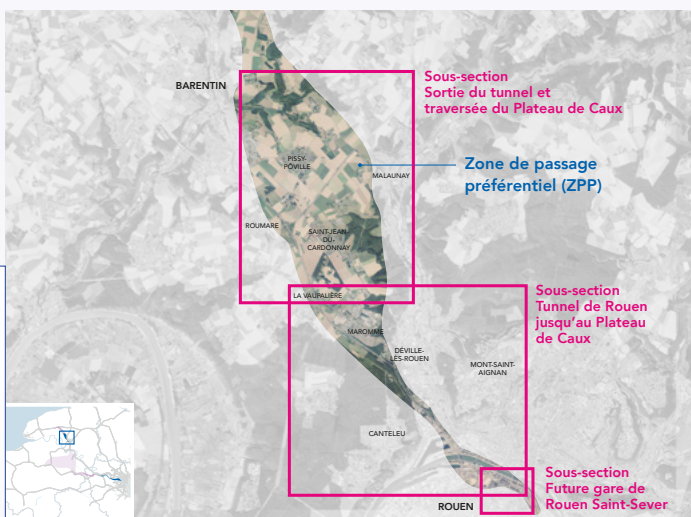 BARENTIN
Sous-section
Sortie du tunnel et
traversée du Plateau de Caux
PISSY-
PÔVILLE
Zone de passage
préférentiel (ZPP)
MALAUNAY
ROUMARE
SAINT-JEAN
DU-
CARDONNAY
LA VAUPALIÈRE
Sous-section
Tunnel de Rouen
jusqu'au Plateau
de Caux
MAROMME
DÉVILLE-
LÈS-ROUEN
MONT-SAINT-
AIGNAN
CANTELEU
Sous-section
Future gare de
Rouen Saint-Sever
ROUEN